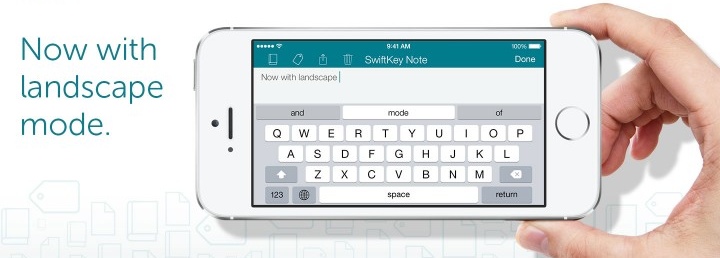 Now with
landscape
mode.
9:41 AM
100%
SwiftKey Note
Done
Now with landscape
and
mode
of
Q W E R T Y U I O P
A S D F G H J K L
Z X C V B N M
123
space
return